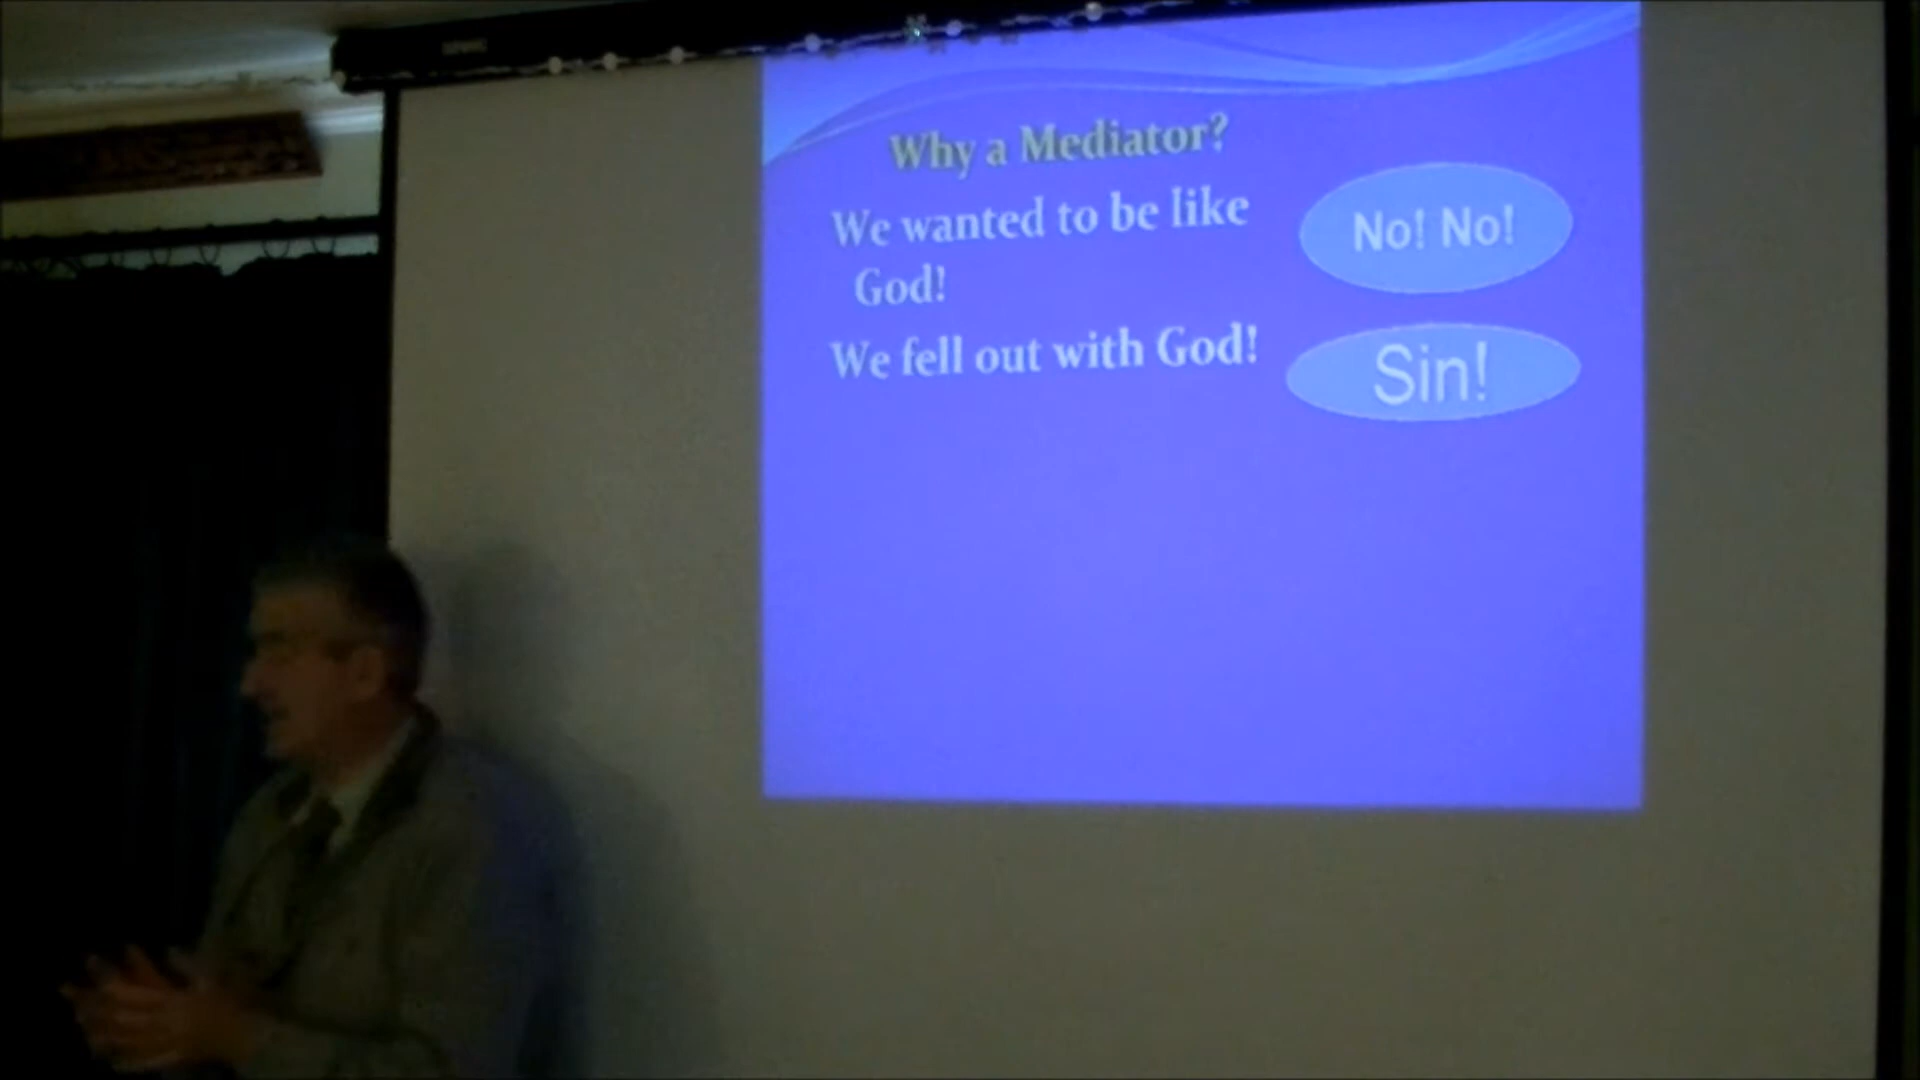 Why a Mediator?
We wanted to be like
God!
No! No!
We fell out with God!
Sin!